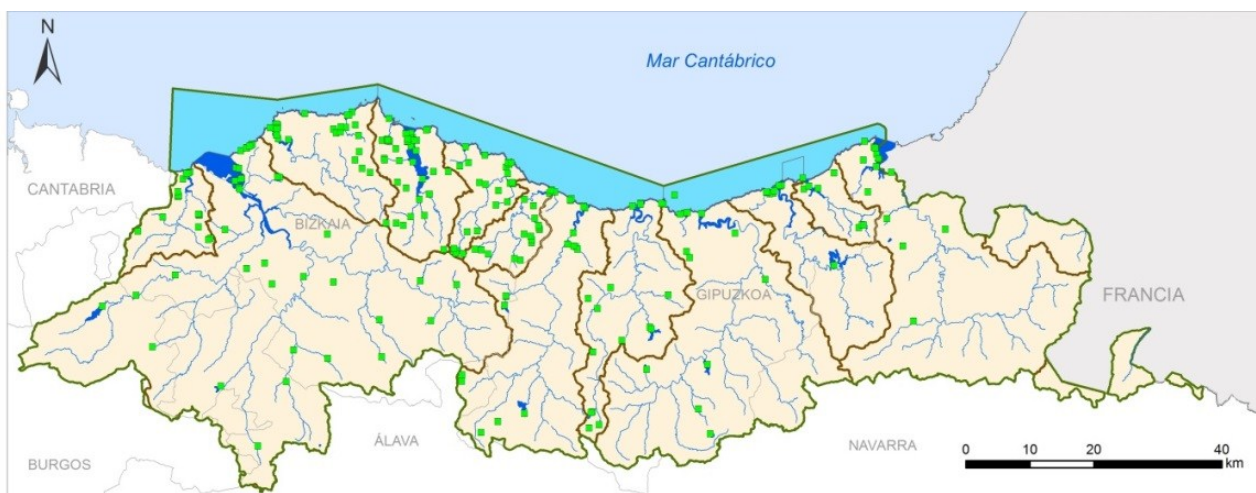 N
Mar Cantábrico
CANTABRIA
BIZKAIA
GIPUZKOA
FRANCIA
ÁLAVA
NAVARRA
BURGOS
0 10 20 40
km